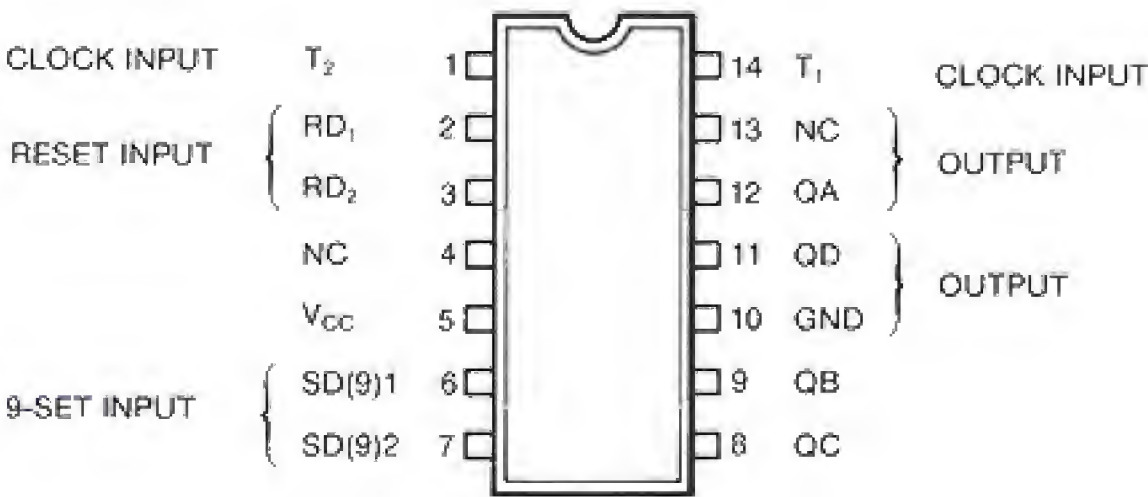 CLOCK INPUT T₂ 1 14 T₁ CLOCK INPUT
RESET INPUT RD₁ 2 13 NC OUTPUT
RD₂ 3 12 QA
NC 4 11 QD OUTPUT
V_CC 5 10 GND
9-SET INPUT SD(9)1 6 9 QB
SD(9)2 7 8 QC